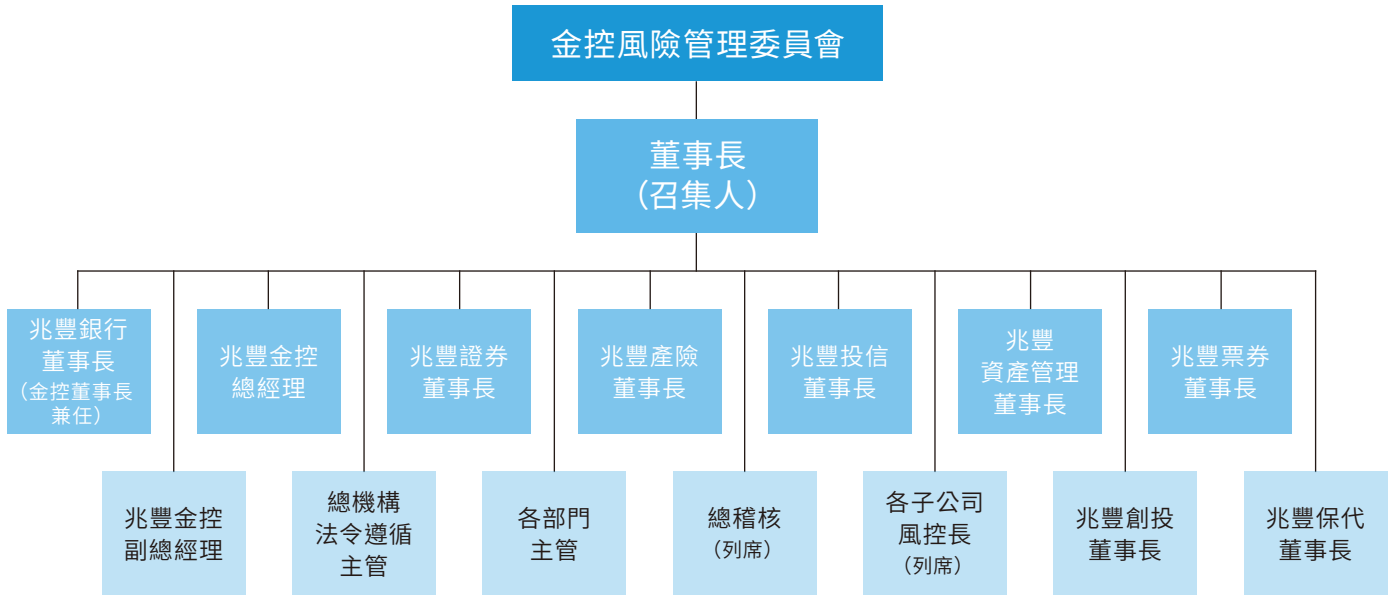 金控風險管理委員會
董事長
（召集人）
兆豐銀行
董事長
（金控董事長
兼任）
兆豐金控
總經理
兆豐證券
董事長
兆豐產險
董事長
兆豐投信
董事長
兆豐
資產管理
董事長
兆豐票券
董事長
兆豐金控
副總經理
總機構
法令遵循
主管
各部門
主管
總稽核
（列席）
各子公司
風控長
（列席）
兆豐創投
董事長
兆豐保代
董事長